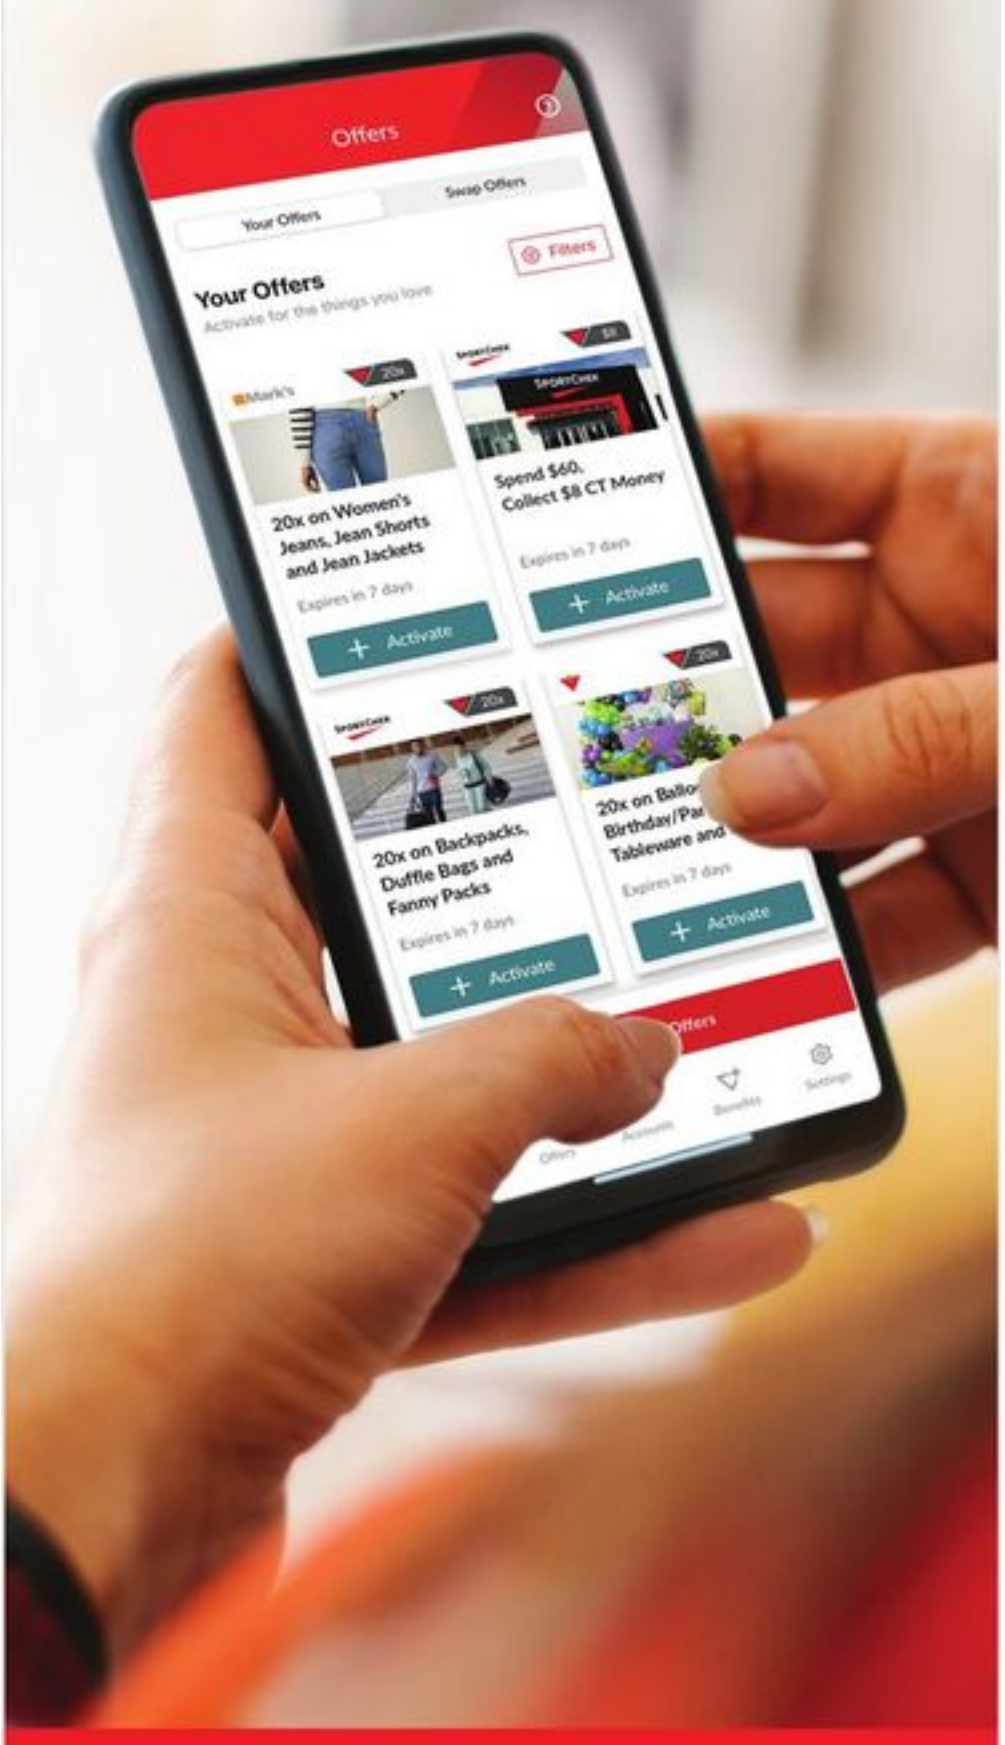 Offers
Your Offers
Swap Offers
Filters
Your Offers
Activate for the things you love
Mark's
20x
20x on Women's
Jeans, Jean Shorts
and Jean Jackets
Expires in 7 days
+ Activate
SPORTCHEK
$8
SPORTCHEK
Spend $60,
Collect $8 CT Money
Expires in 7 days
+ Activate
SPORTCHEK
20x
20x on Backpacks,
Duffle Bags and
Fanny Packs
Expires in 7 days
+ Activate
20x
20x on
Tableware and
Expires in 7 days
+ Activate
Offers
Offers
Accounts
Benefits
Settings